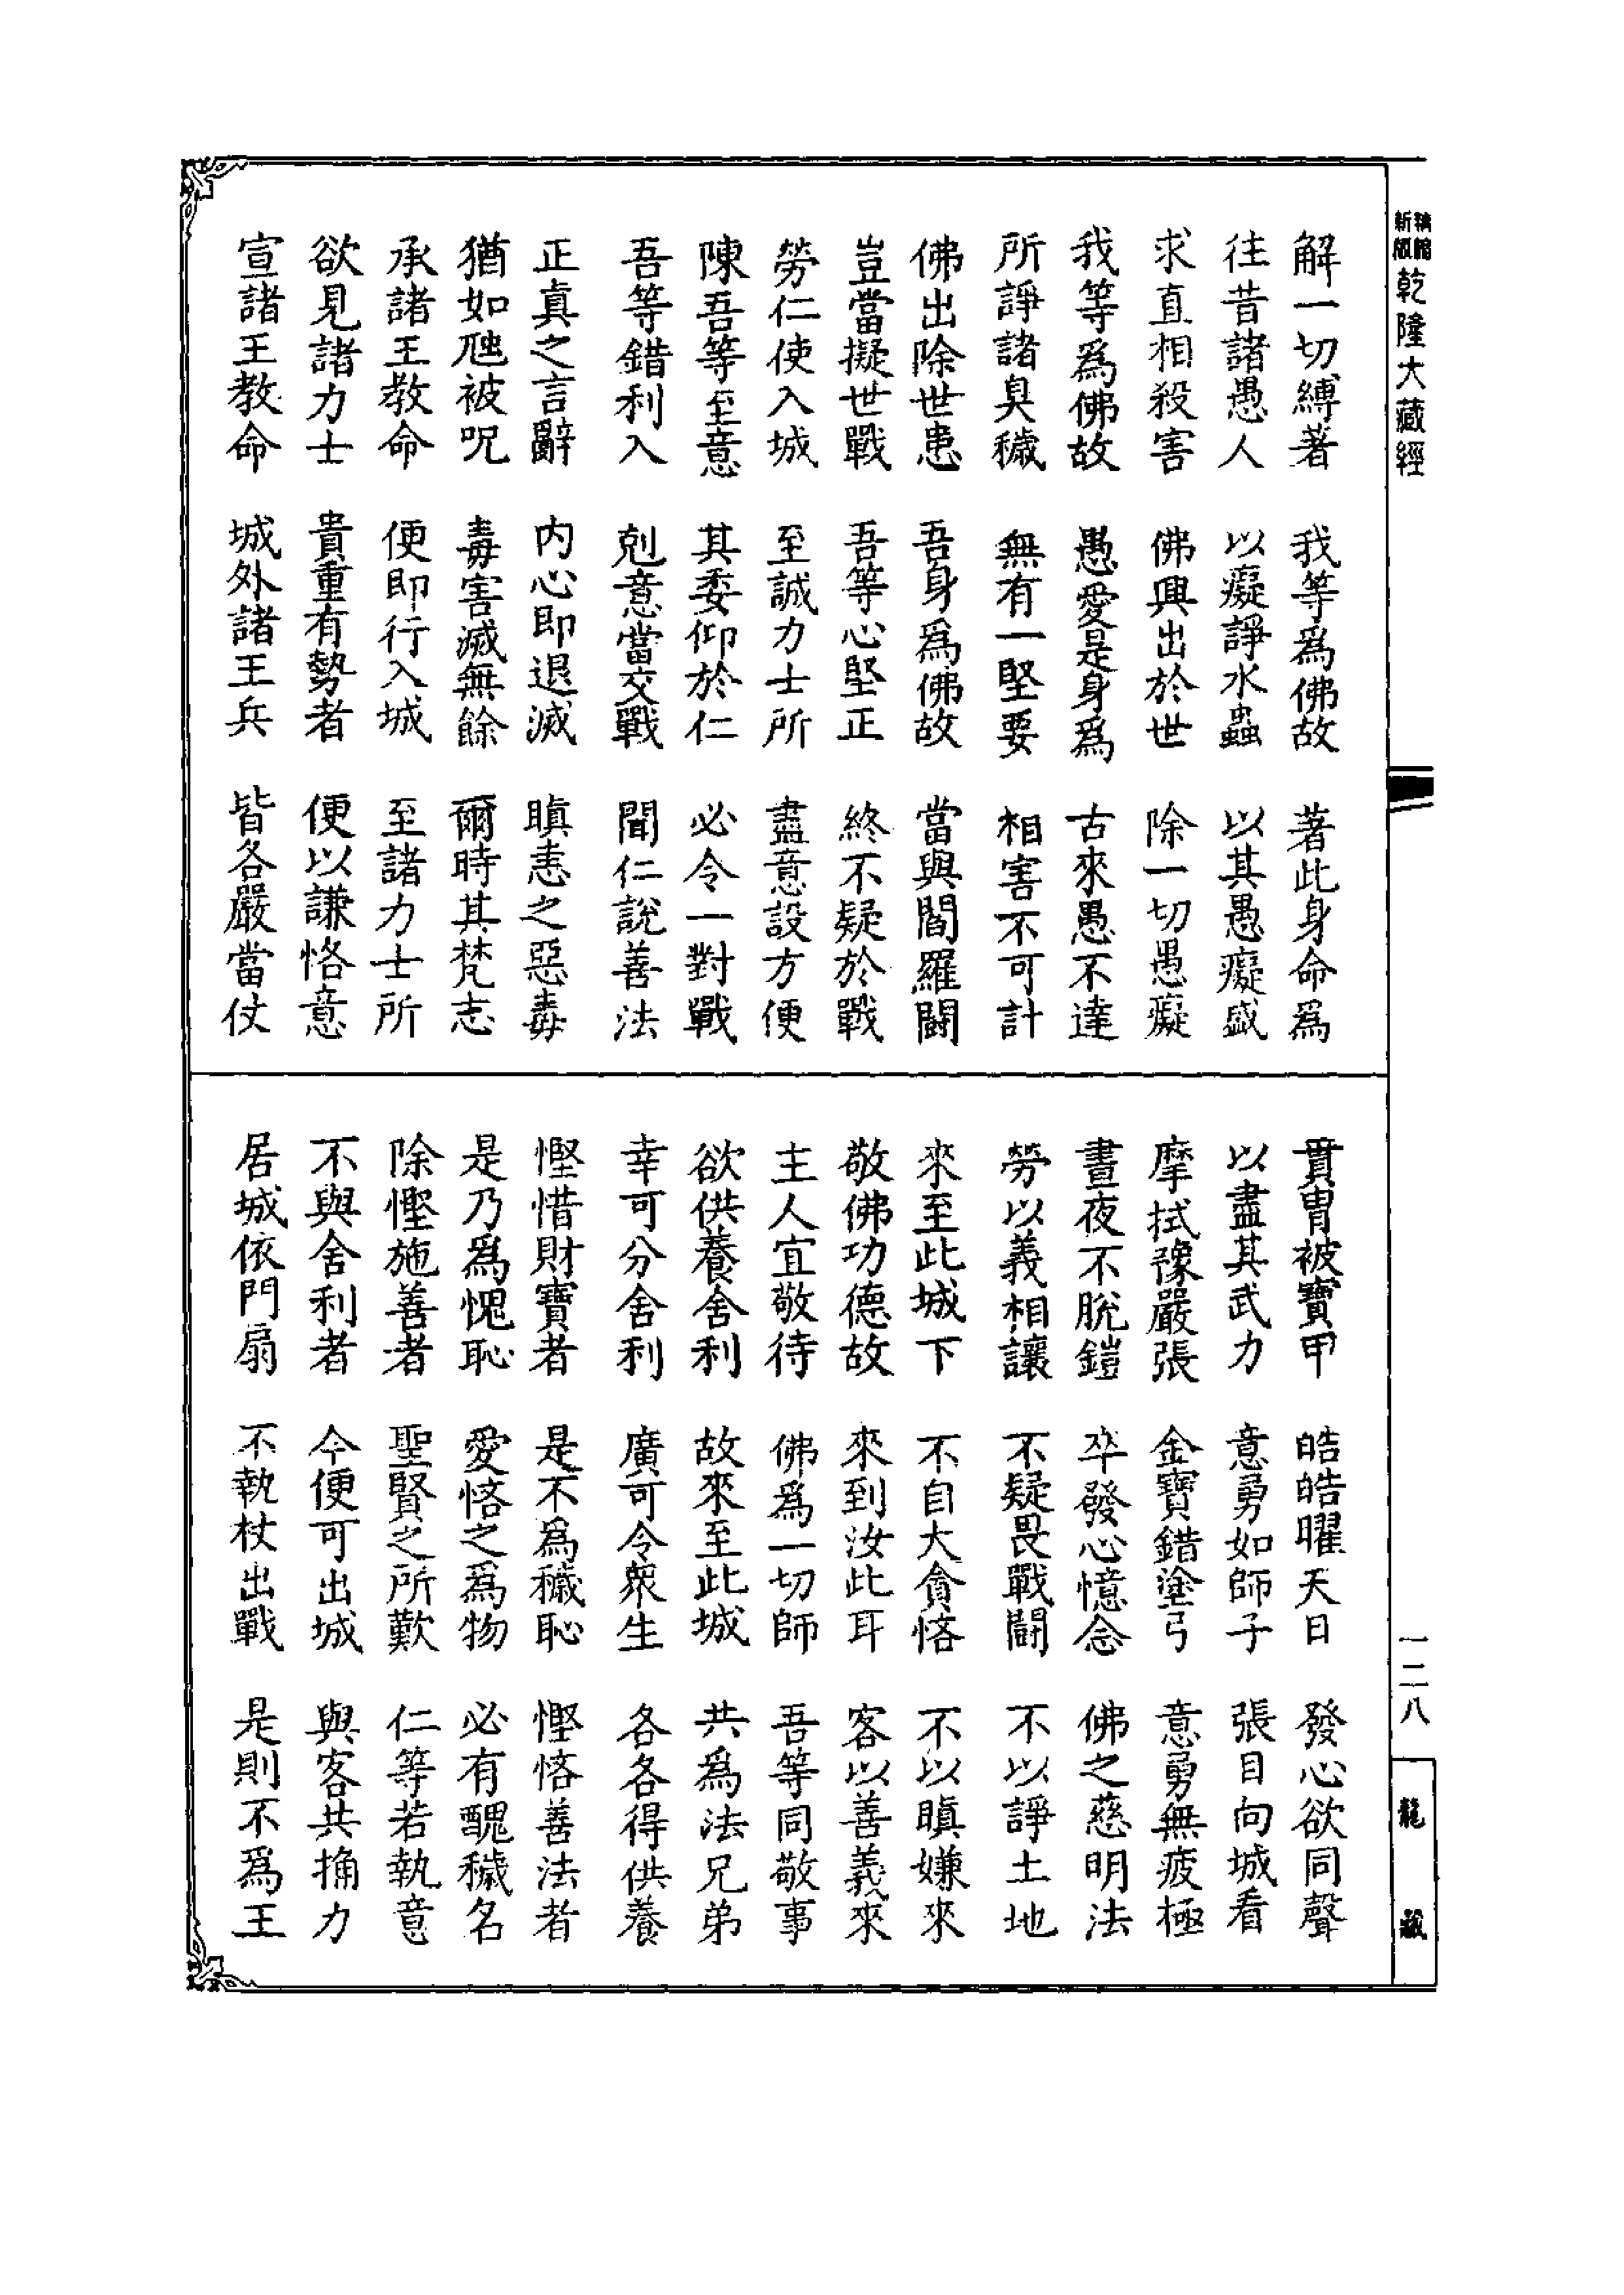 新版 精縮 乾隆大藏經
解一切縛著 我等為佛故 著此身命為
往昔諸愚人 以癡諍水蟲 以其愚癡盛
求直相殺害 佛興出於世 除一切愚癡
我等為佛故 愚愛是身為 古來愚不達
所諍諸臭穢 無有一堅要 相害不可計
佛出除世患 吾身為佛故 當與閻羅鬭
豈當擬世戰 吾等心堅正 終不疑於戰
勞仁使入城 至誠力士所 盡意設方便
陳吾等至意 其委仰於仁 必令一對戰
吾等錯利入 剋意當交戰 聞仁說善法
正真之言辭 內心即退滅 瞋恚之惡毒
猶如虺被呪 毒害滅無餘 爾時其梵志
承諸王教命 便即行入城 至諸力士所
欲見諸力士 貴重有勢者 便以謙恪意
宣諸王教命 城外諸王兵 皆各嚴當仗
貫冑被寶甲 皓皓曜天日 發心欲同聲
以盡其武力 意勇如師子 張目向城看
摩拭豫嚴張 金寶錯塗弓 意勇無疲極
晝夜不脫鎧 卒發心憶念 佛之慈明法
勞以義相讓 不疑畏戰鬭 不以諍土地
來至此城下 不自大貪悋 不以瞋嫌來
敬佛功德故 來到汝此耳 客以善義來
主人宜敬待 佛為一切師 吾等同敬事
欲供養舍利 故來至此城 共為法兄弟
幸可分舍利 廣可令眾生 各各得供養
慳惜財寶者 是不為穢恥 慳悋善法者
是乃為愧恥 愛悋之為物 必有醜穢名
除慳施善者 聖賢之所歎 仁等若執意
不與舍利者 今便可出城 與客共捔力
居城依門扇 不執杖出戰 是則不為王
一二八
龍藏